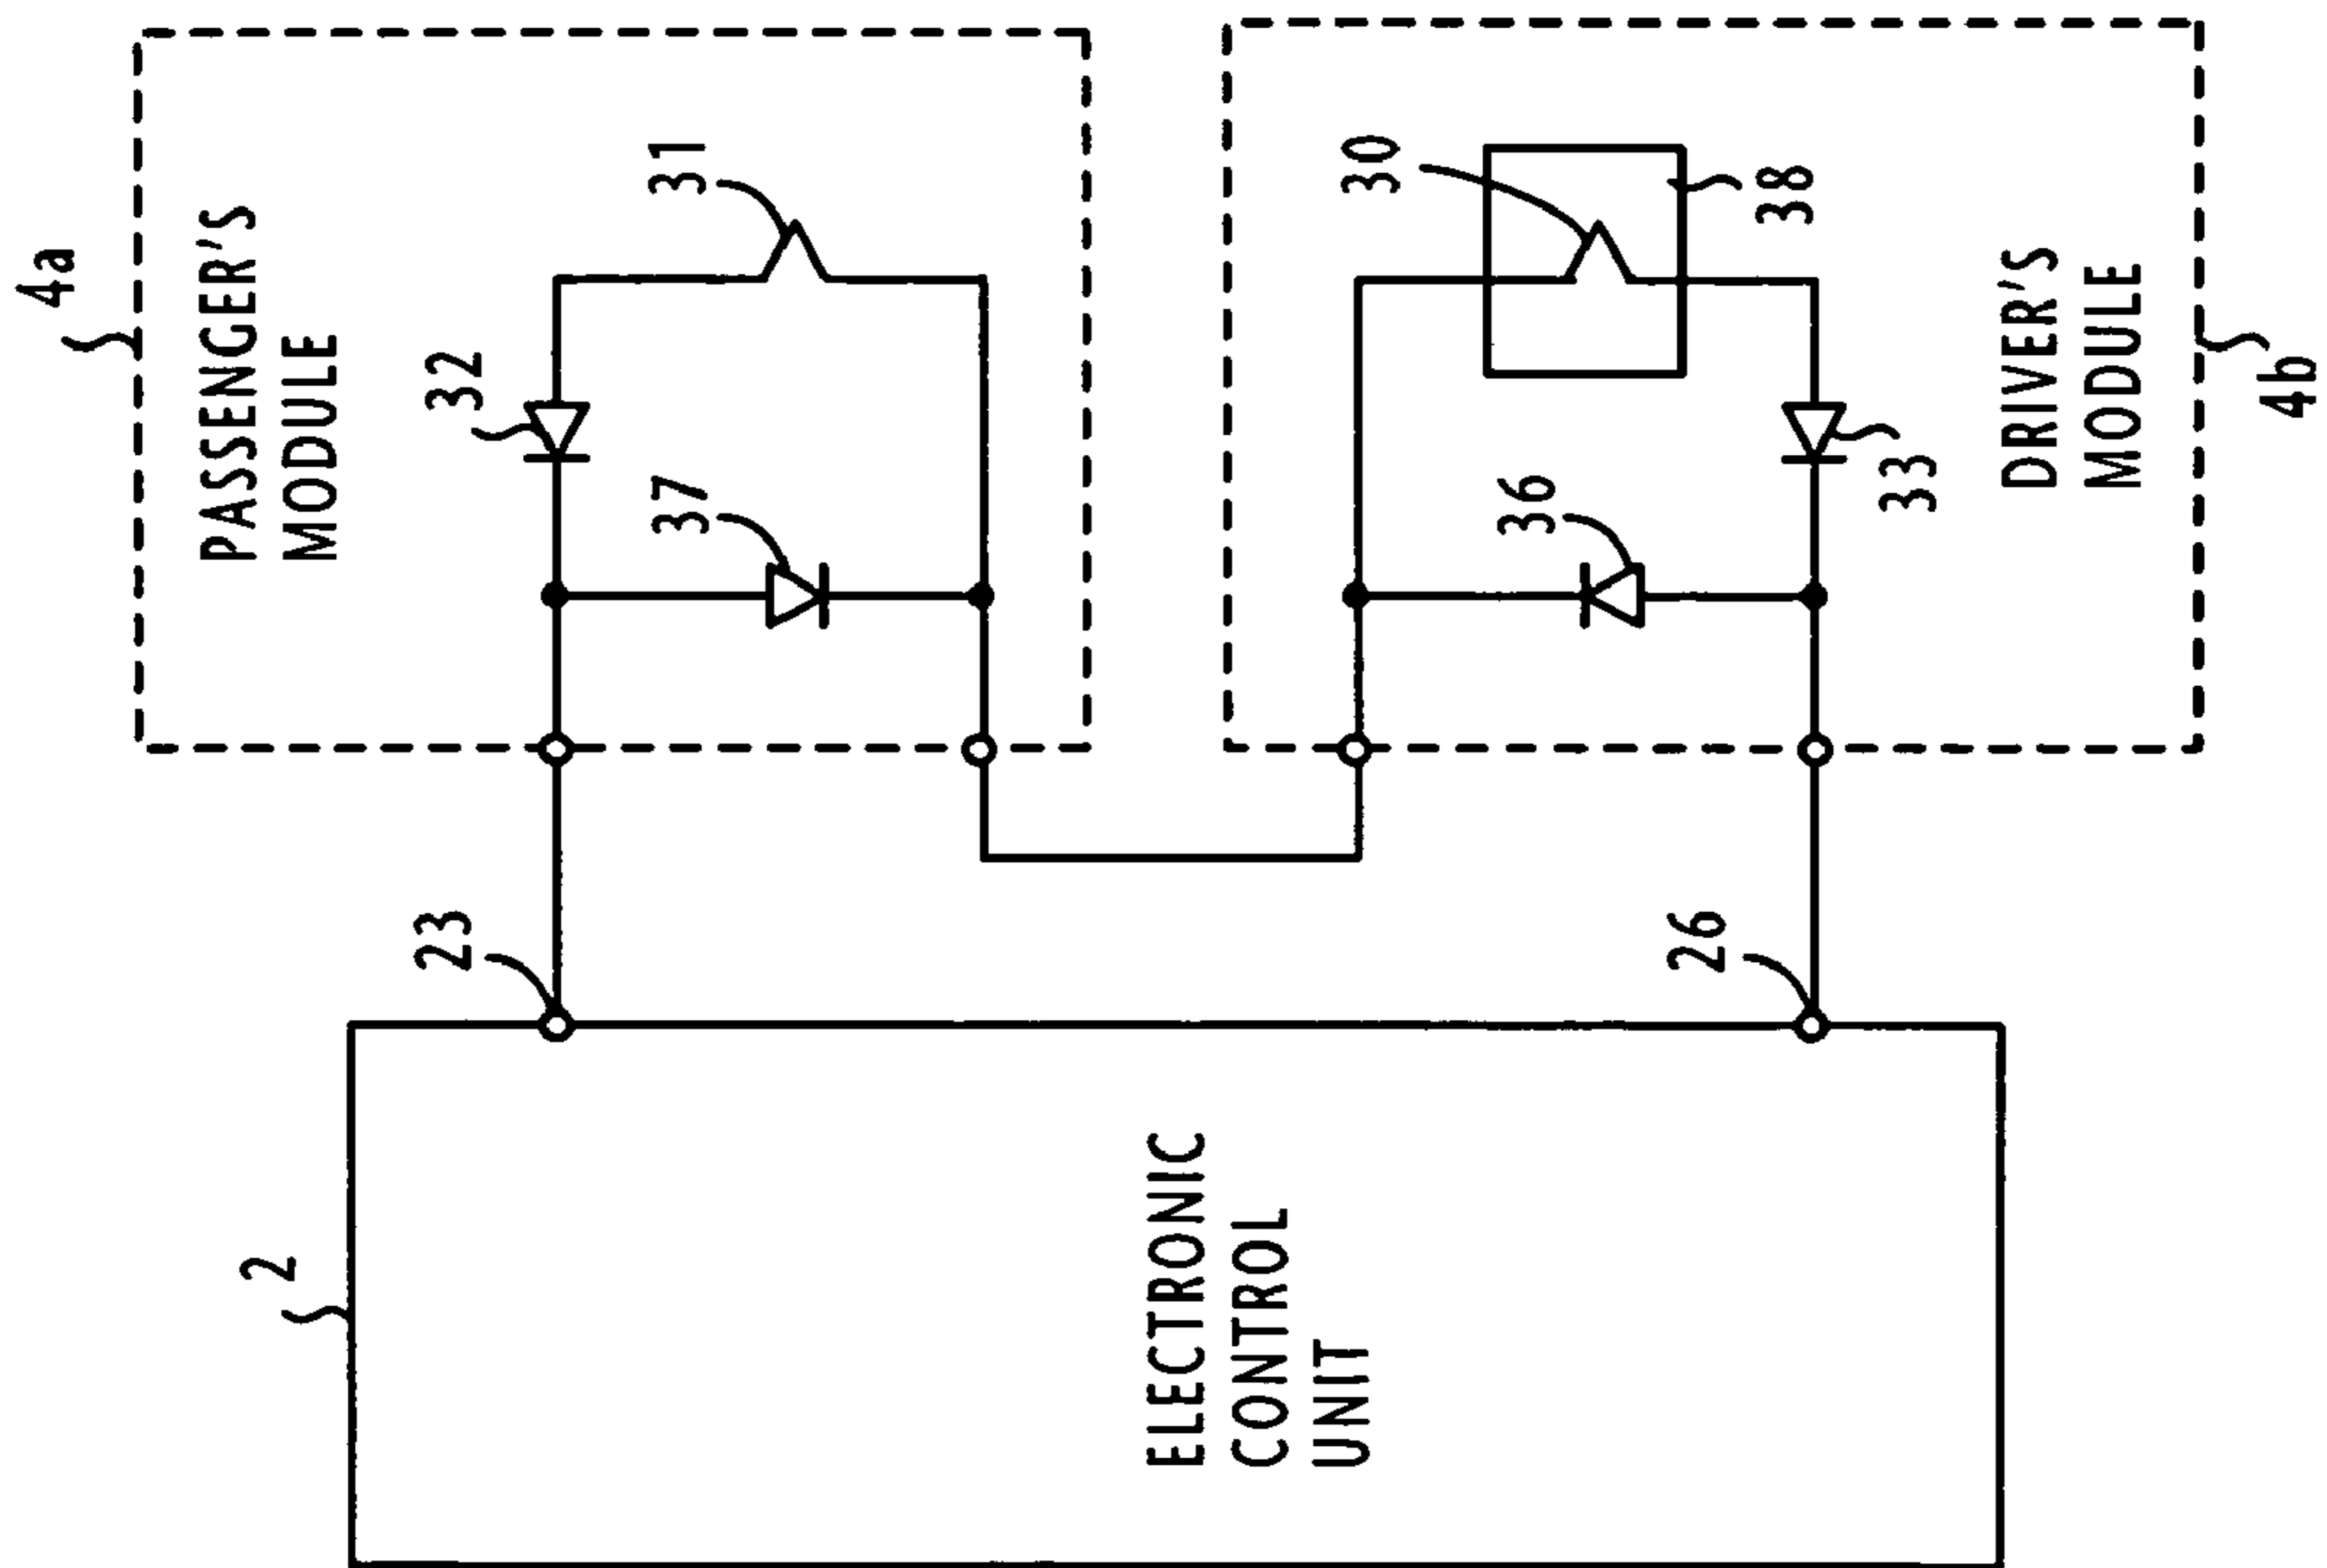 4a
PASSENGER'S
MODULE
32
31
37
30
38
36
33
DRIVER'S
MODULE
4b
23
26
2
ELECTRONIC
CONTROL
UNIT